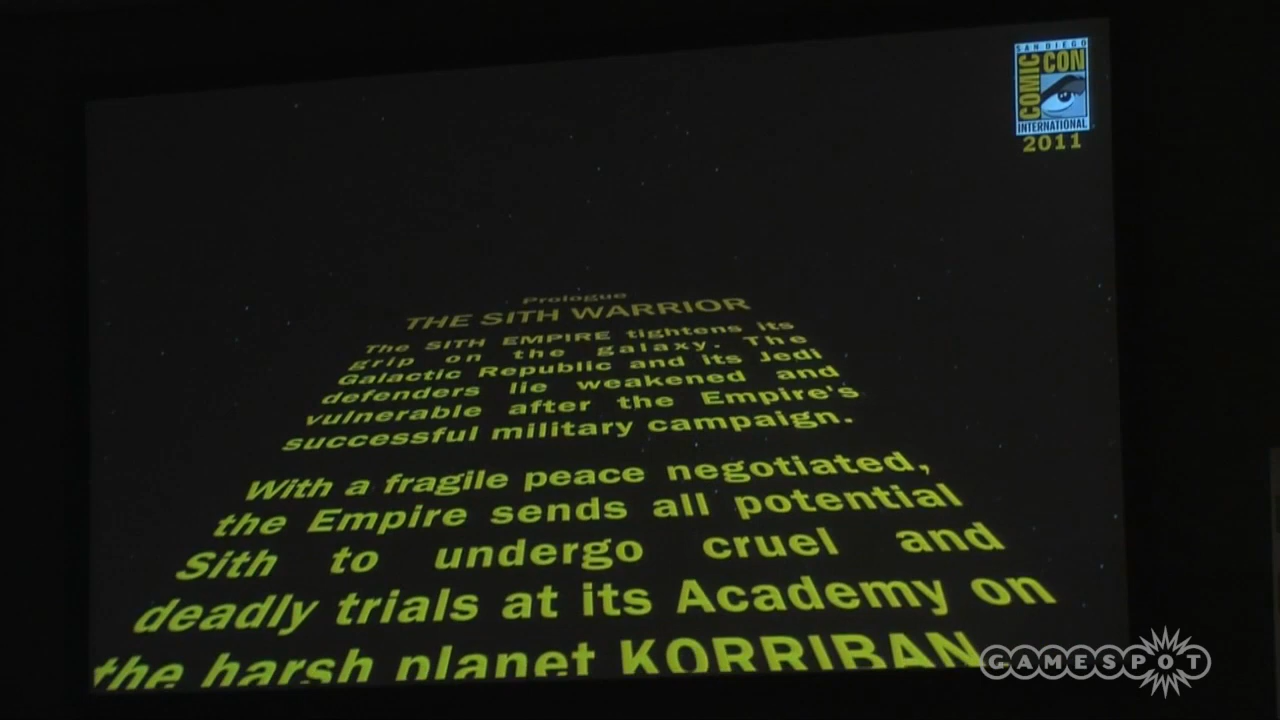 SAN DIEGO
COMIC
CON
INTERNATIONAL
2011
Prologue
THE SITH WARRIOR
The SITH EMPIRE tightens its
grip on the galaxy. The
Galactic Republic and its Jedi
defenders lie weakened and
vulnerable after the Empire's
successful military campaign.
With a fragile peace negotiated,
the Empire sends all potential
Sith to undergo cruel and
deadly trials at its Academy on
the harsh planet KORRIBAN
GAMESPOT